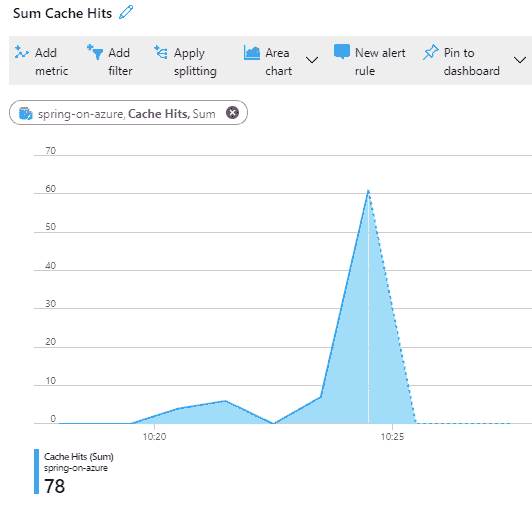 Sum Cache Hits
Add metric
Add filter
Apply splitting
Area chart
New alert rule
Pin to dashboard
spring-on-azure, Cache Hits, Sum
70
60
50
40
30
20
10
0
10:20
10:25
Cache Hits (Sum)
spring-on-azure
78